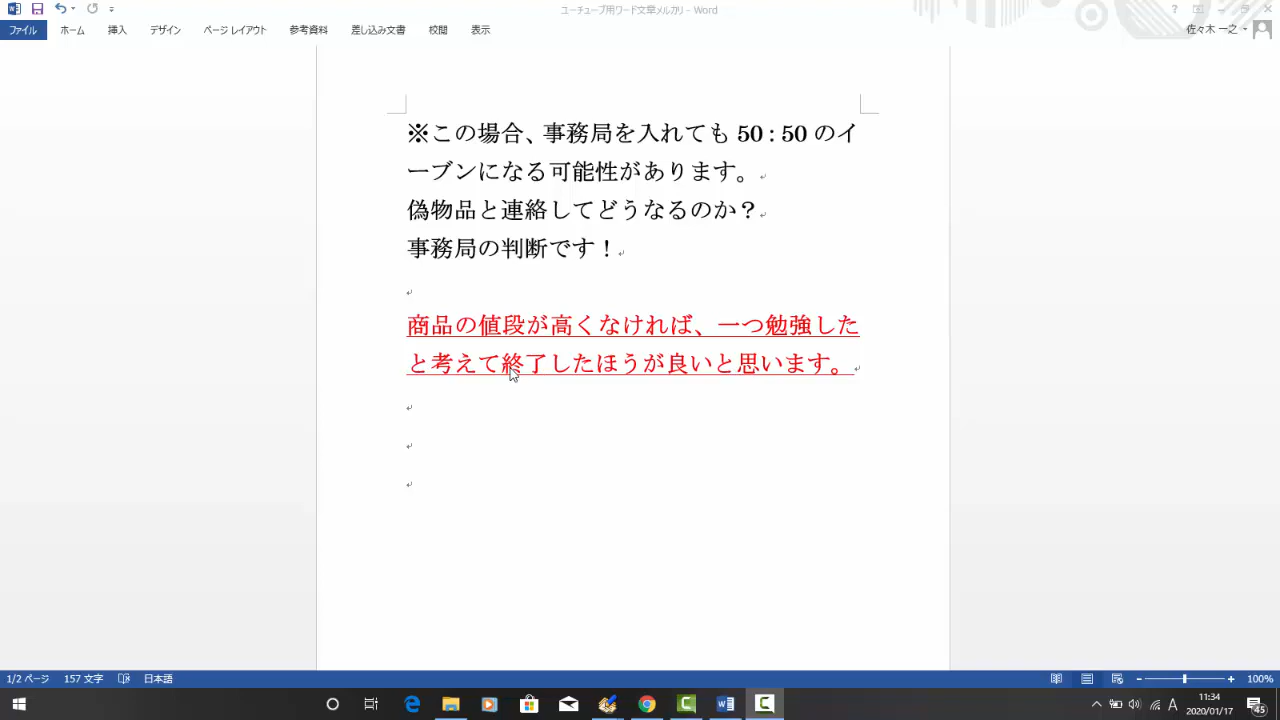 ユーチューブ用ワード文章メルカリ - Word
ファイル ホーム 挿入 デザイン ページ レイアウト 参考資料 差し込み文書 校閲 表示 佐々木 一之
※この場合、事務局を入れても 50 : 50 のイ
ーブンになる可能性があります。
偽物品と連絡してどうなるのか？
事務局の判断です！
商品の値段が高くなければ、一つ勉強した
と考えて終了したほうが良いと思います。
1/2 ページ 157 文字 日本語 100%
A 11:34
2020/01/17 45